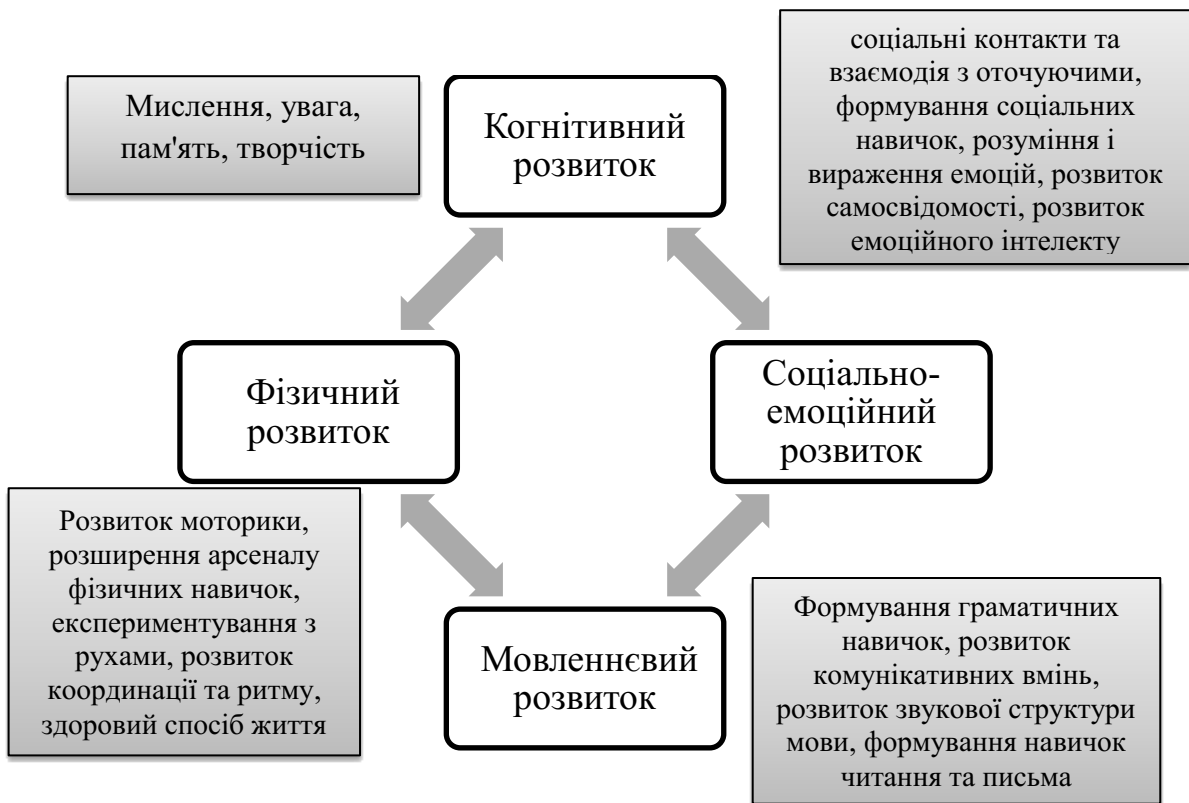 Мислення, увага,
пам'ять, творчість
Когнітивний
розвиток
соціальні контакти та
взаємодія з оточуючими,
формування соціальних
навичок, розуміння і
вираження емоцій, розвиток
самосвідомості, розвиток
емоційного інтелекту
Фізичний
розвиток
Соціально-
емоційний
розвиток
Розвиток моторики,
розширення арсеналу
фізичних навичок,
експериментування з
рухами, розвиток
координації та ритму,
здоровий спосіб життя
Мовленнєвий
розвиток
Формування граматичних
навичок, розвиток
комунікативних вмінь,
розвиток звукової структури
мови, формування навичок
читання та письма